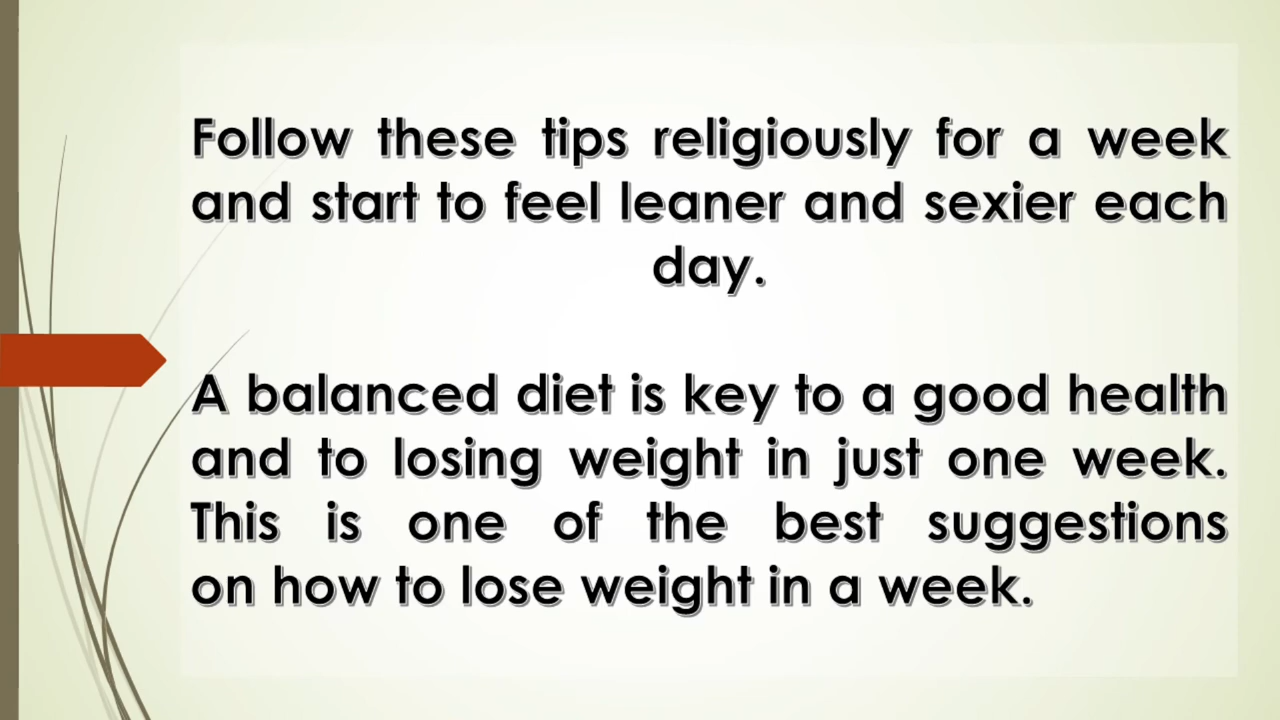 Follow these tips religiously for a week
and start to feel leaner and sexier each
day.
A balanced diet is key to a good health
and to losing weight in just one week.
This is one of the best suggestions
on how to lose weight in a week.